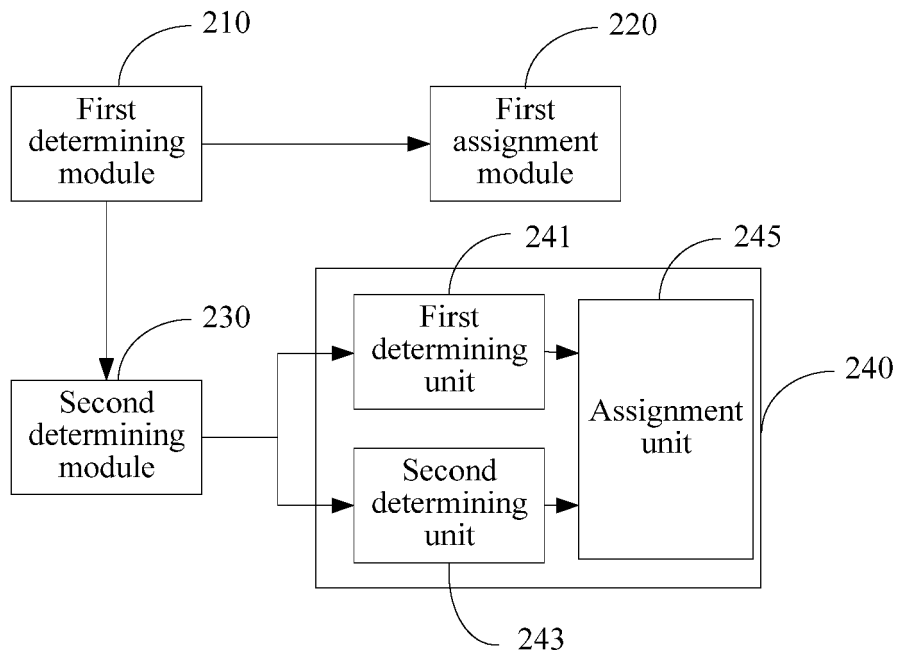 210
220
First
determining
module
First
assignment
module
241
245
230
First
determining
unit
240
Second
determining
module
Assignment
unit
Second
determining
unit
243